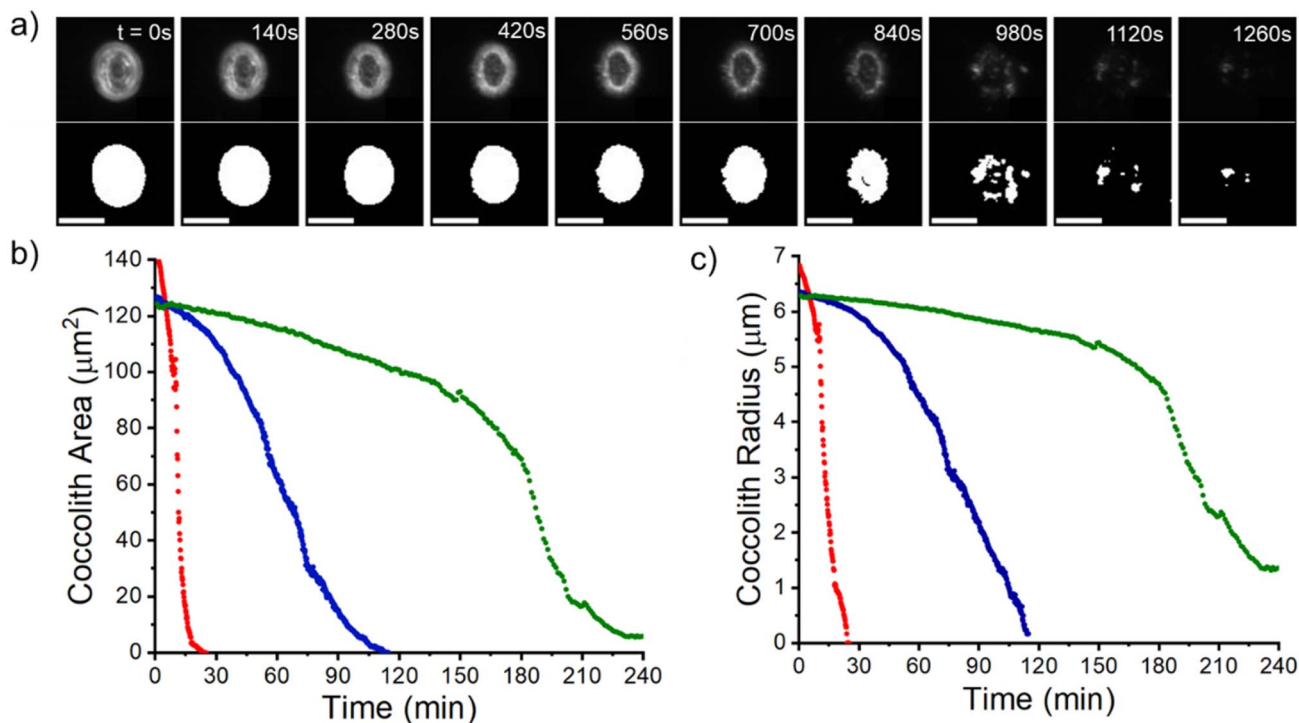 a)
t = 0s 140s 280s 420s 560s 700s 840s 980s 1120s 1260s
b)
140
120
100
80
60
40
20
0
Coccolith Area (μm²)
0 30 60 90 120 150 180 210 240
Time (min)
c)
7
6
5
4
3
2
1
0
Coccolith Radius (μm)
0 30 60 90 120 150 180 210 240
Time (min)